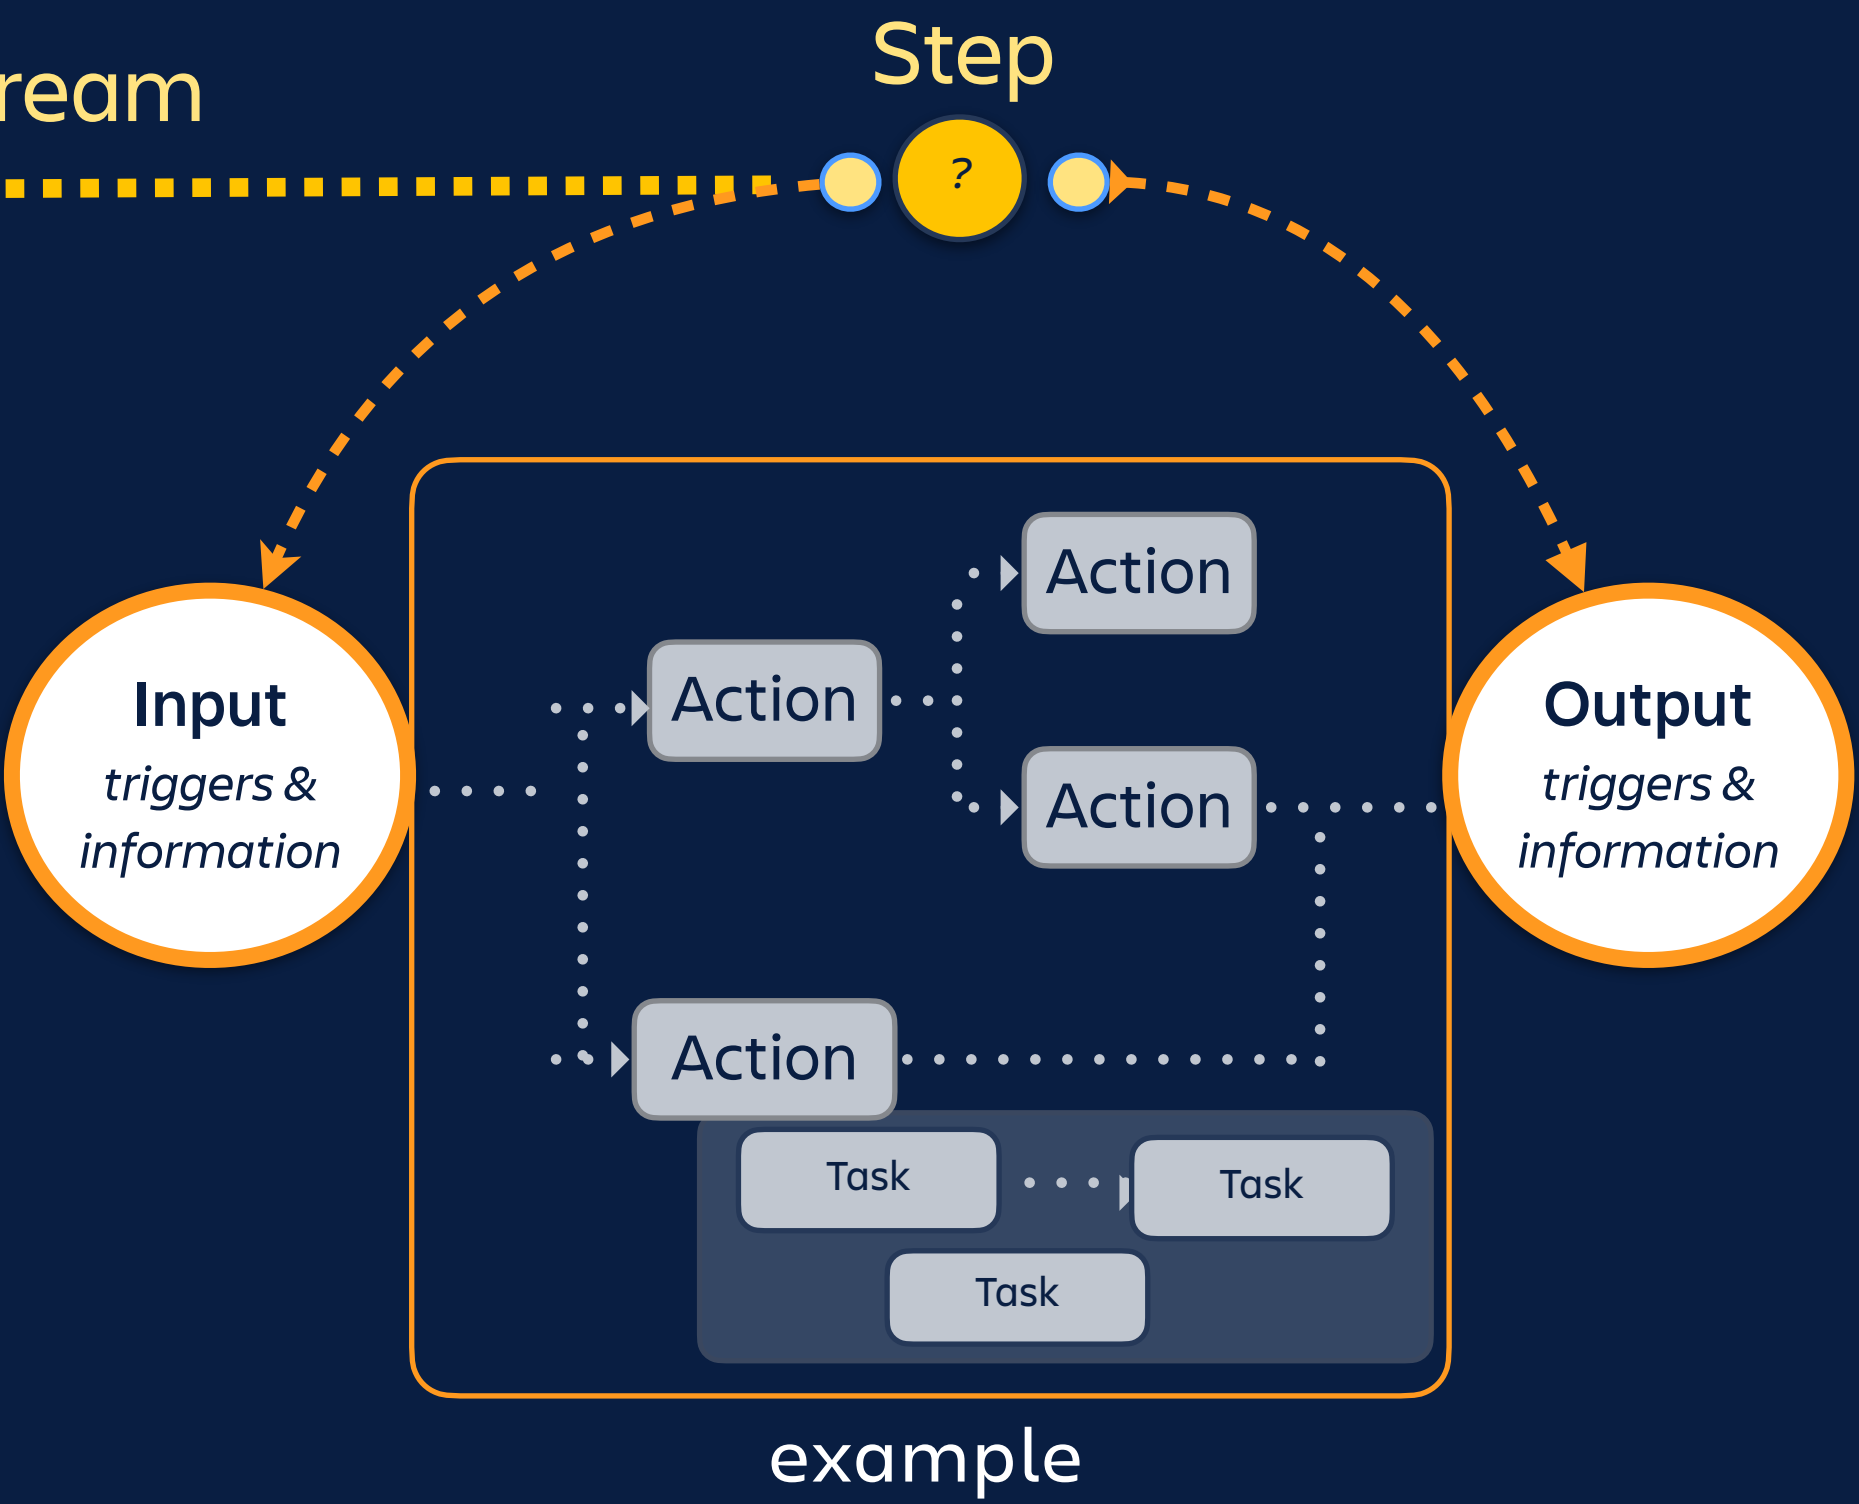 Step
ream
?
Action
Action
Input
triggers &
information
Output
triggers &
information
Action
Action
Task
Task
Task
example